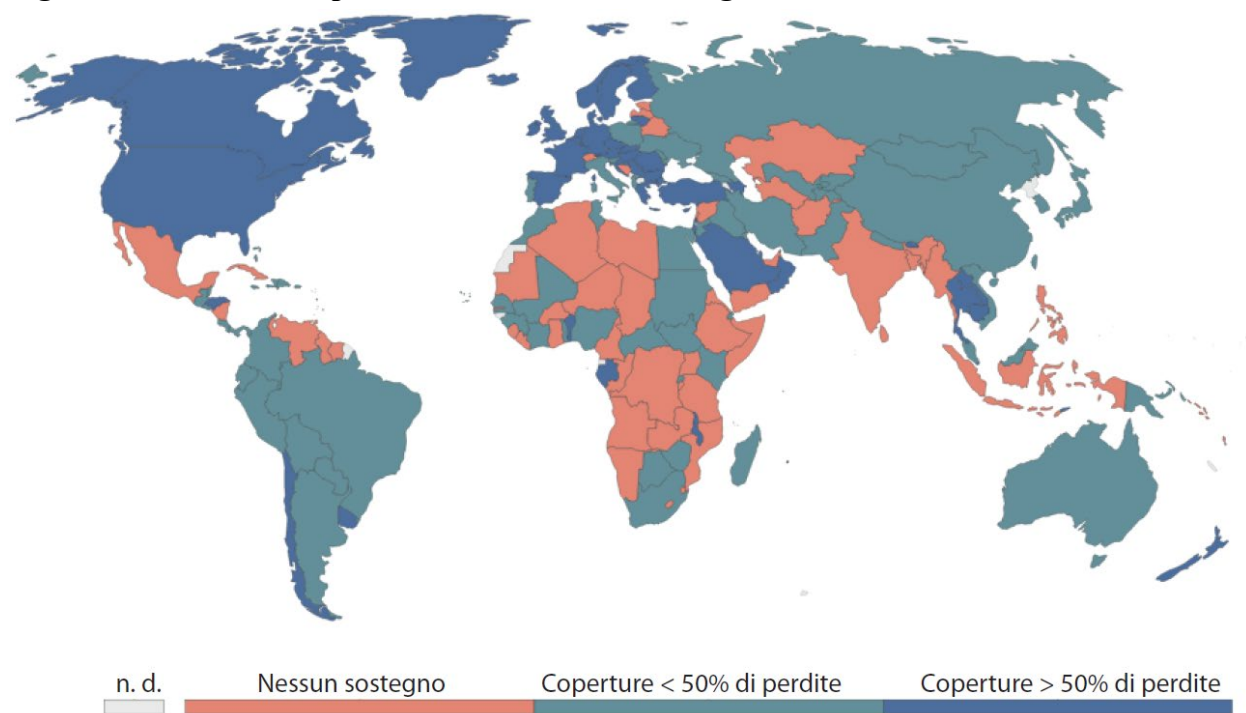 n. d.
Nessun sostegno
Coperture < 50% di perdite
Coperture > 50% di perdite